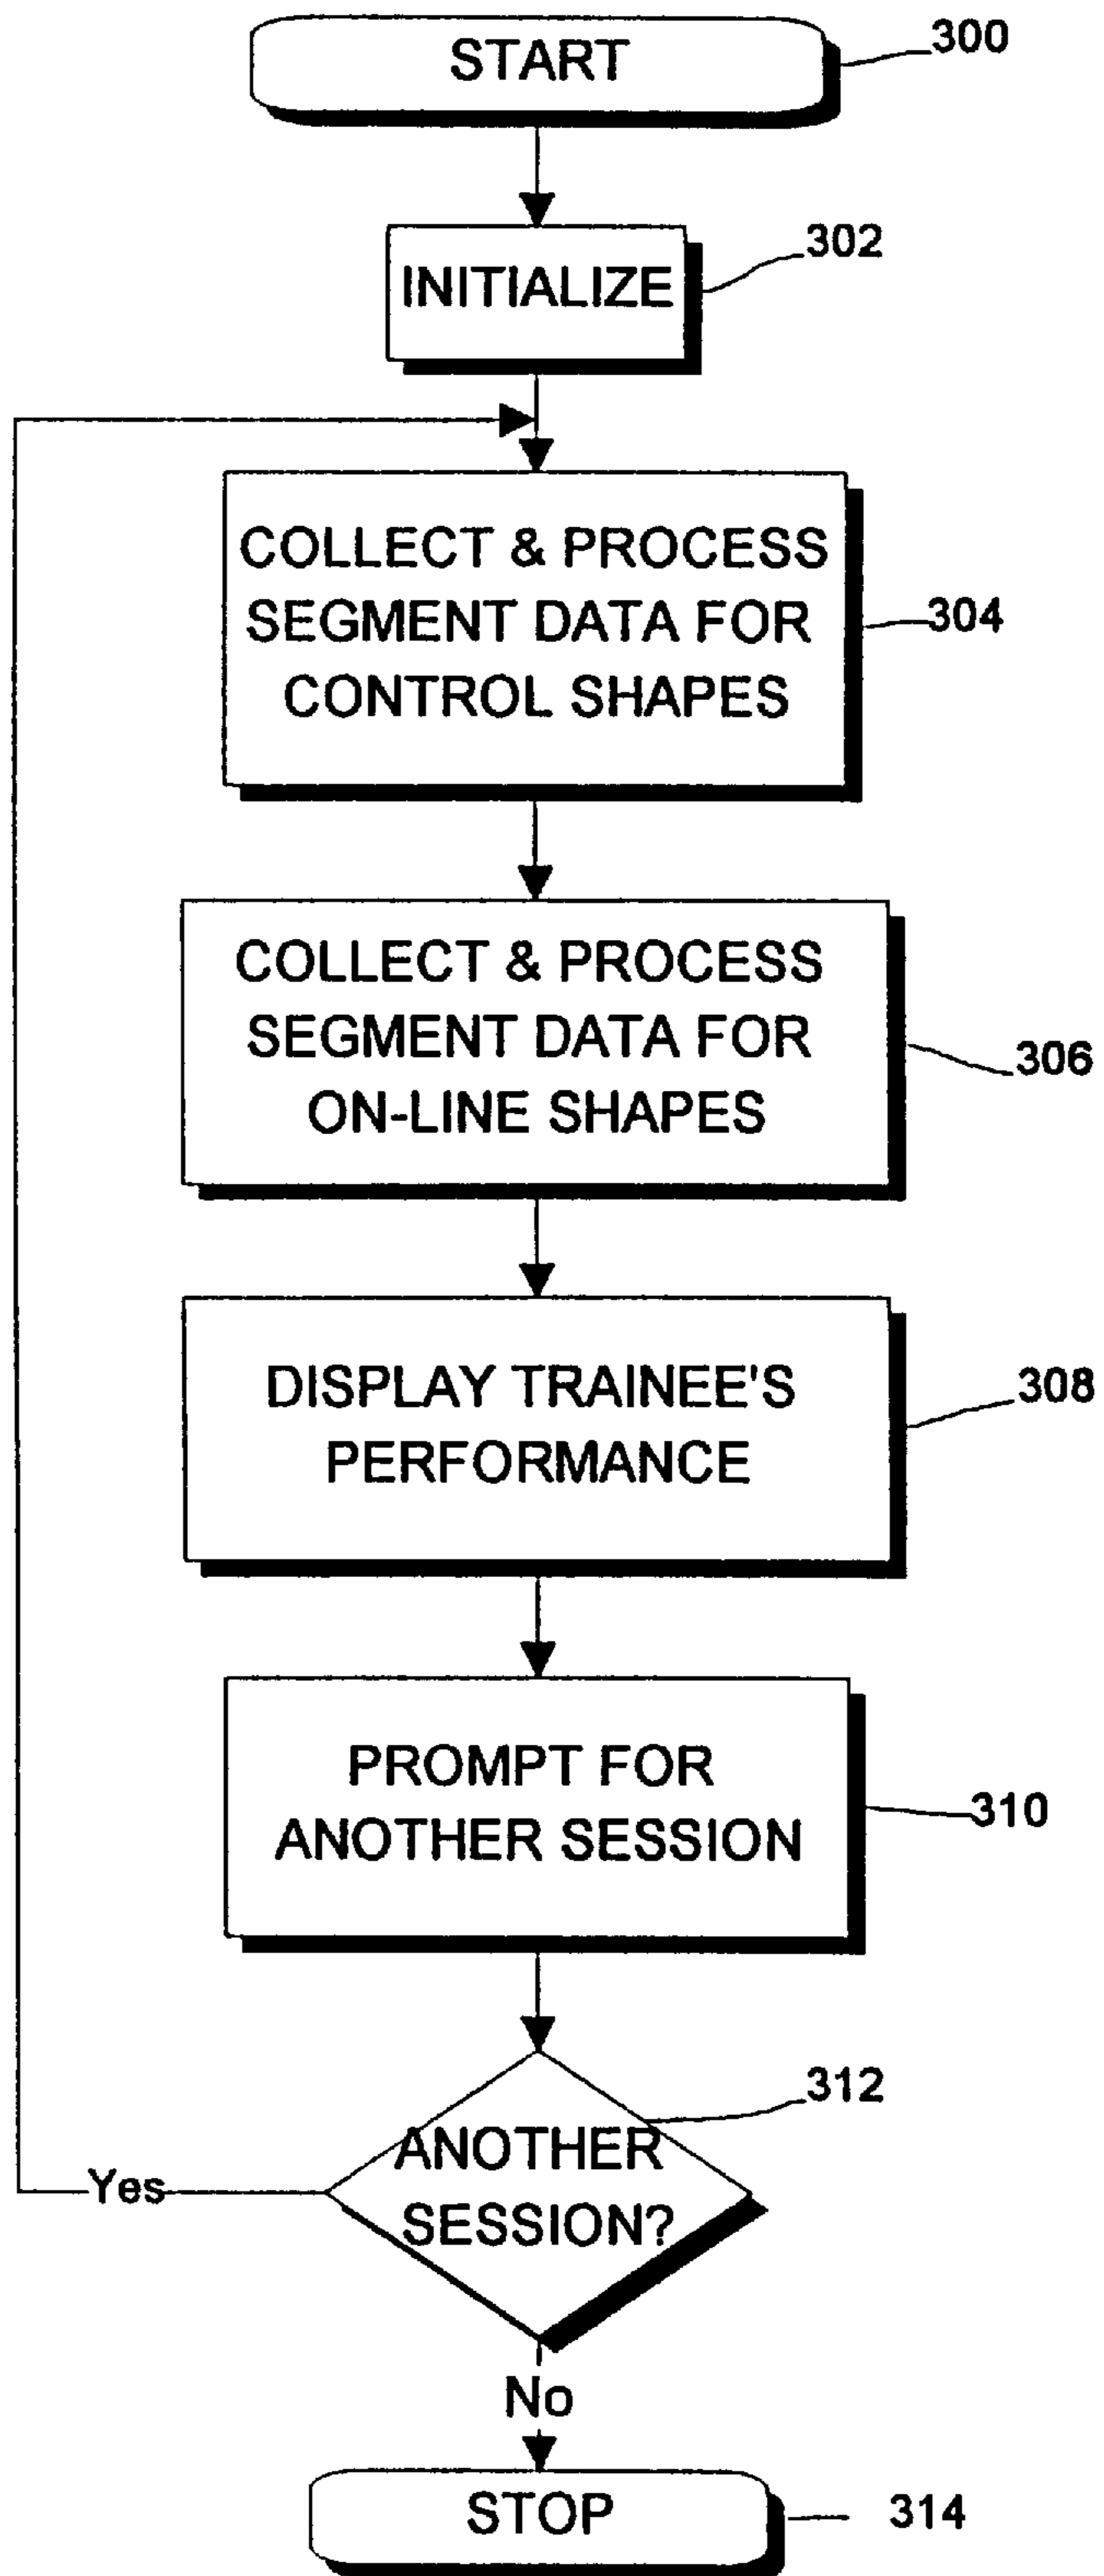 START
300
INITIALIZE
302
COLLECT & PROCESS
SEGMENT DATA FOR
CONTROL SHAPES
304
COLLECT & PROCESS
SEGMENT DATA FOR
ON-LINE SHAPES
306
DISPLAY TRAINEE'S
PERFORMANCE
308
PROMPT FOR
ANOTHER SESSION
310
ANOTHER
SESSION?
312
Yes
No
STOP
314